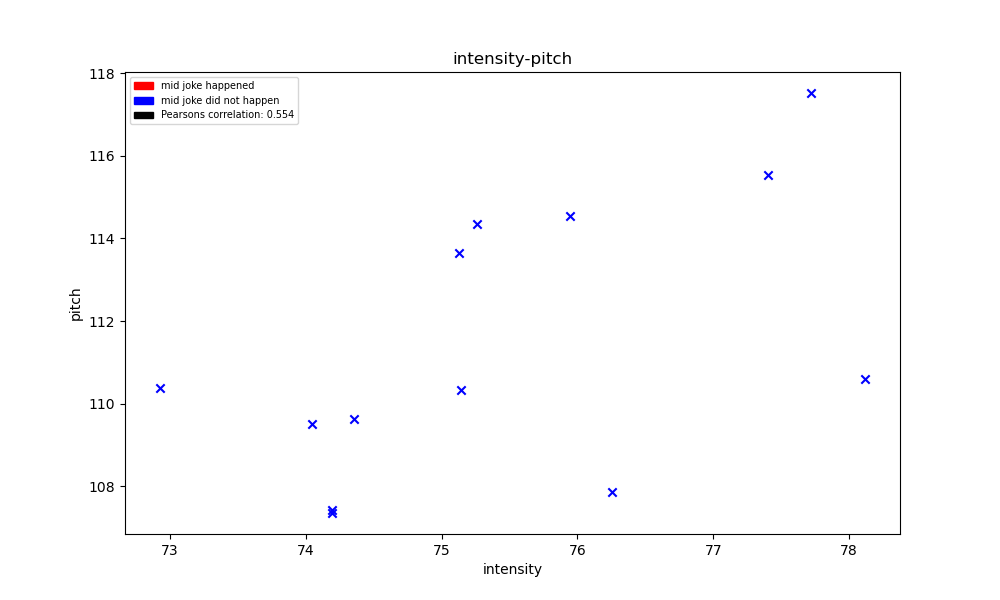 intensity-pitch
mid joke happened
mid joke did not happen
Pearsons correlation: 0.554
118
116
114
112
110
108
pitch
73 74 75 76 77 78
intensity